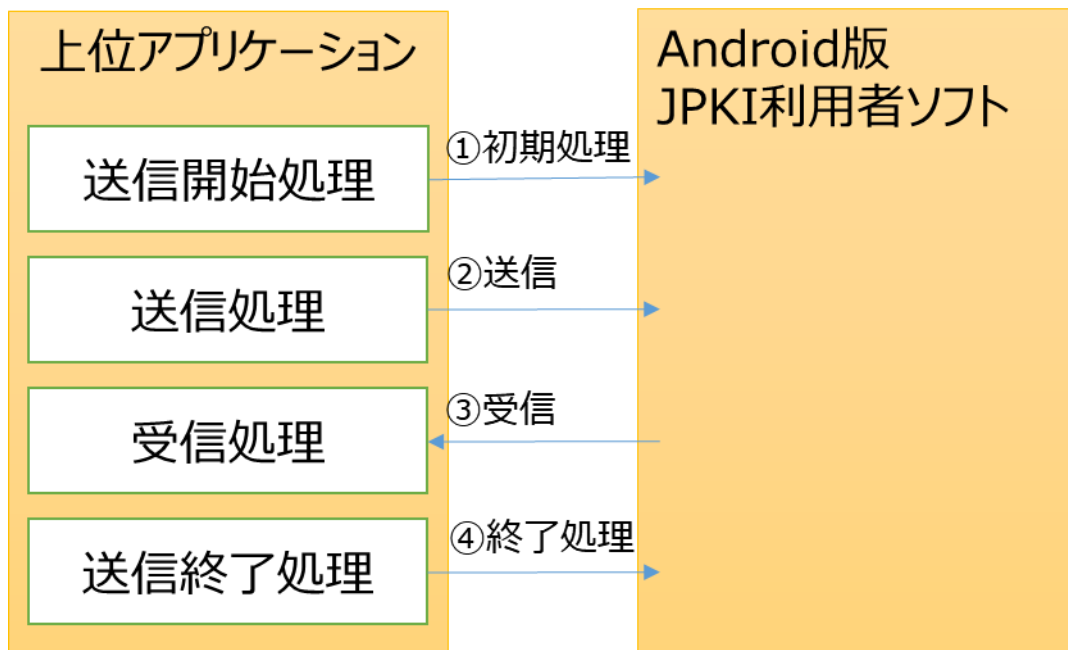 上位アプリケーション
Android版
JPKI利用者ソフト
送信開始処理
①初期処理
送信処理
②送信
受信処理
③受信
送信終了処理
④終了処理